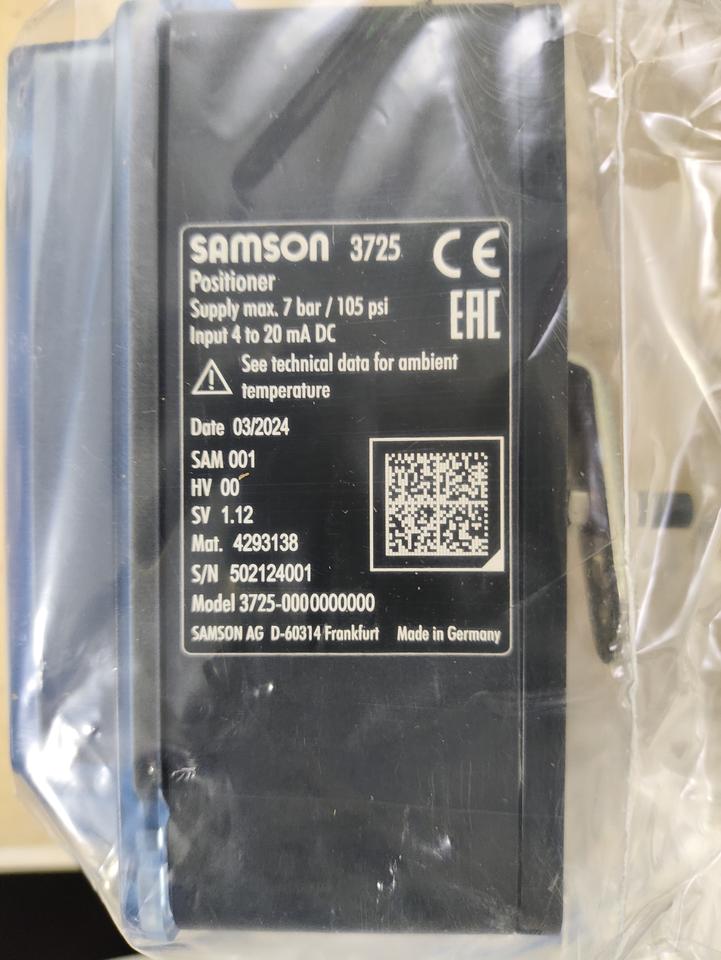 SAMSON 3725 CE
Positioner
Supply max. 7 bar / 105 psi
EAC
Input 4 to 20 mA DC
See technical data for ambient
temperature
Date 03/2024
SAM 001
HV 00
SV 1.12
Mat. 4293138
S/N 502124001
Model 3725-0000000000
SAMSON AG D-60314 Frankfurt Made in Germany